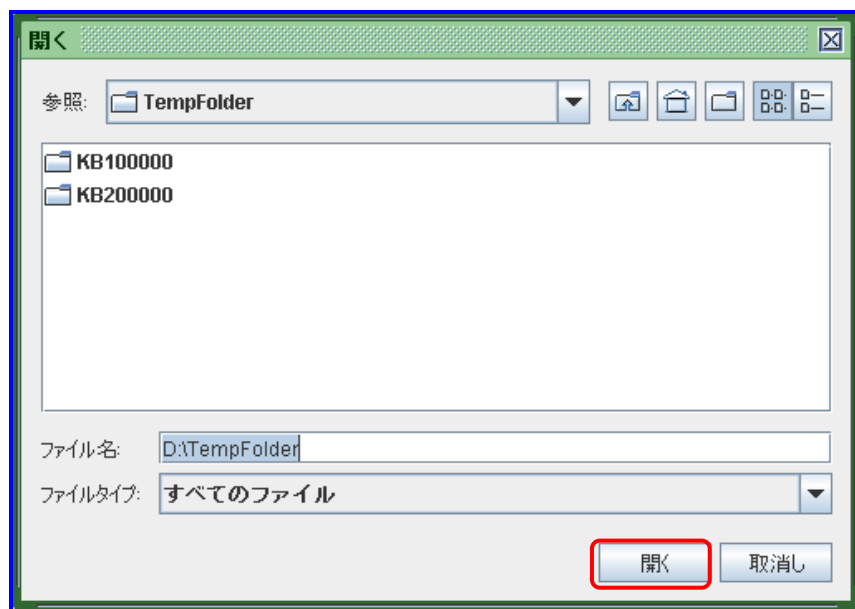 開く
参照: TempFolder
KB100000
KB200000
ファイル名: D:\TempFolder
ファイルタイプ: すべてのファイル
開く 取消し